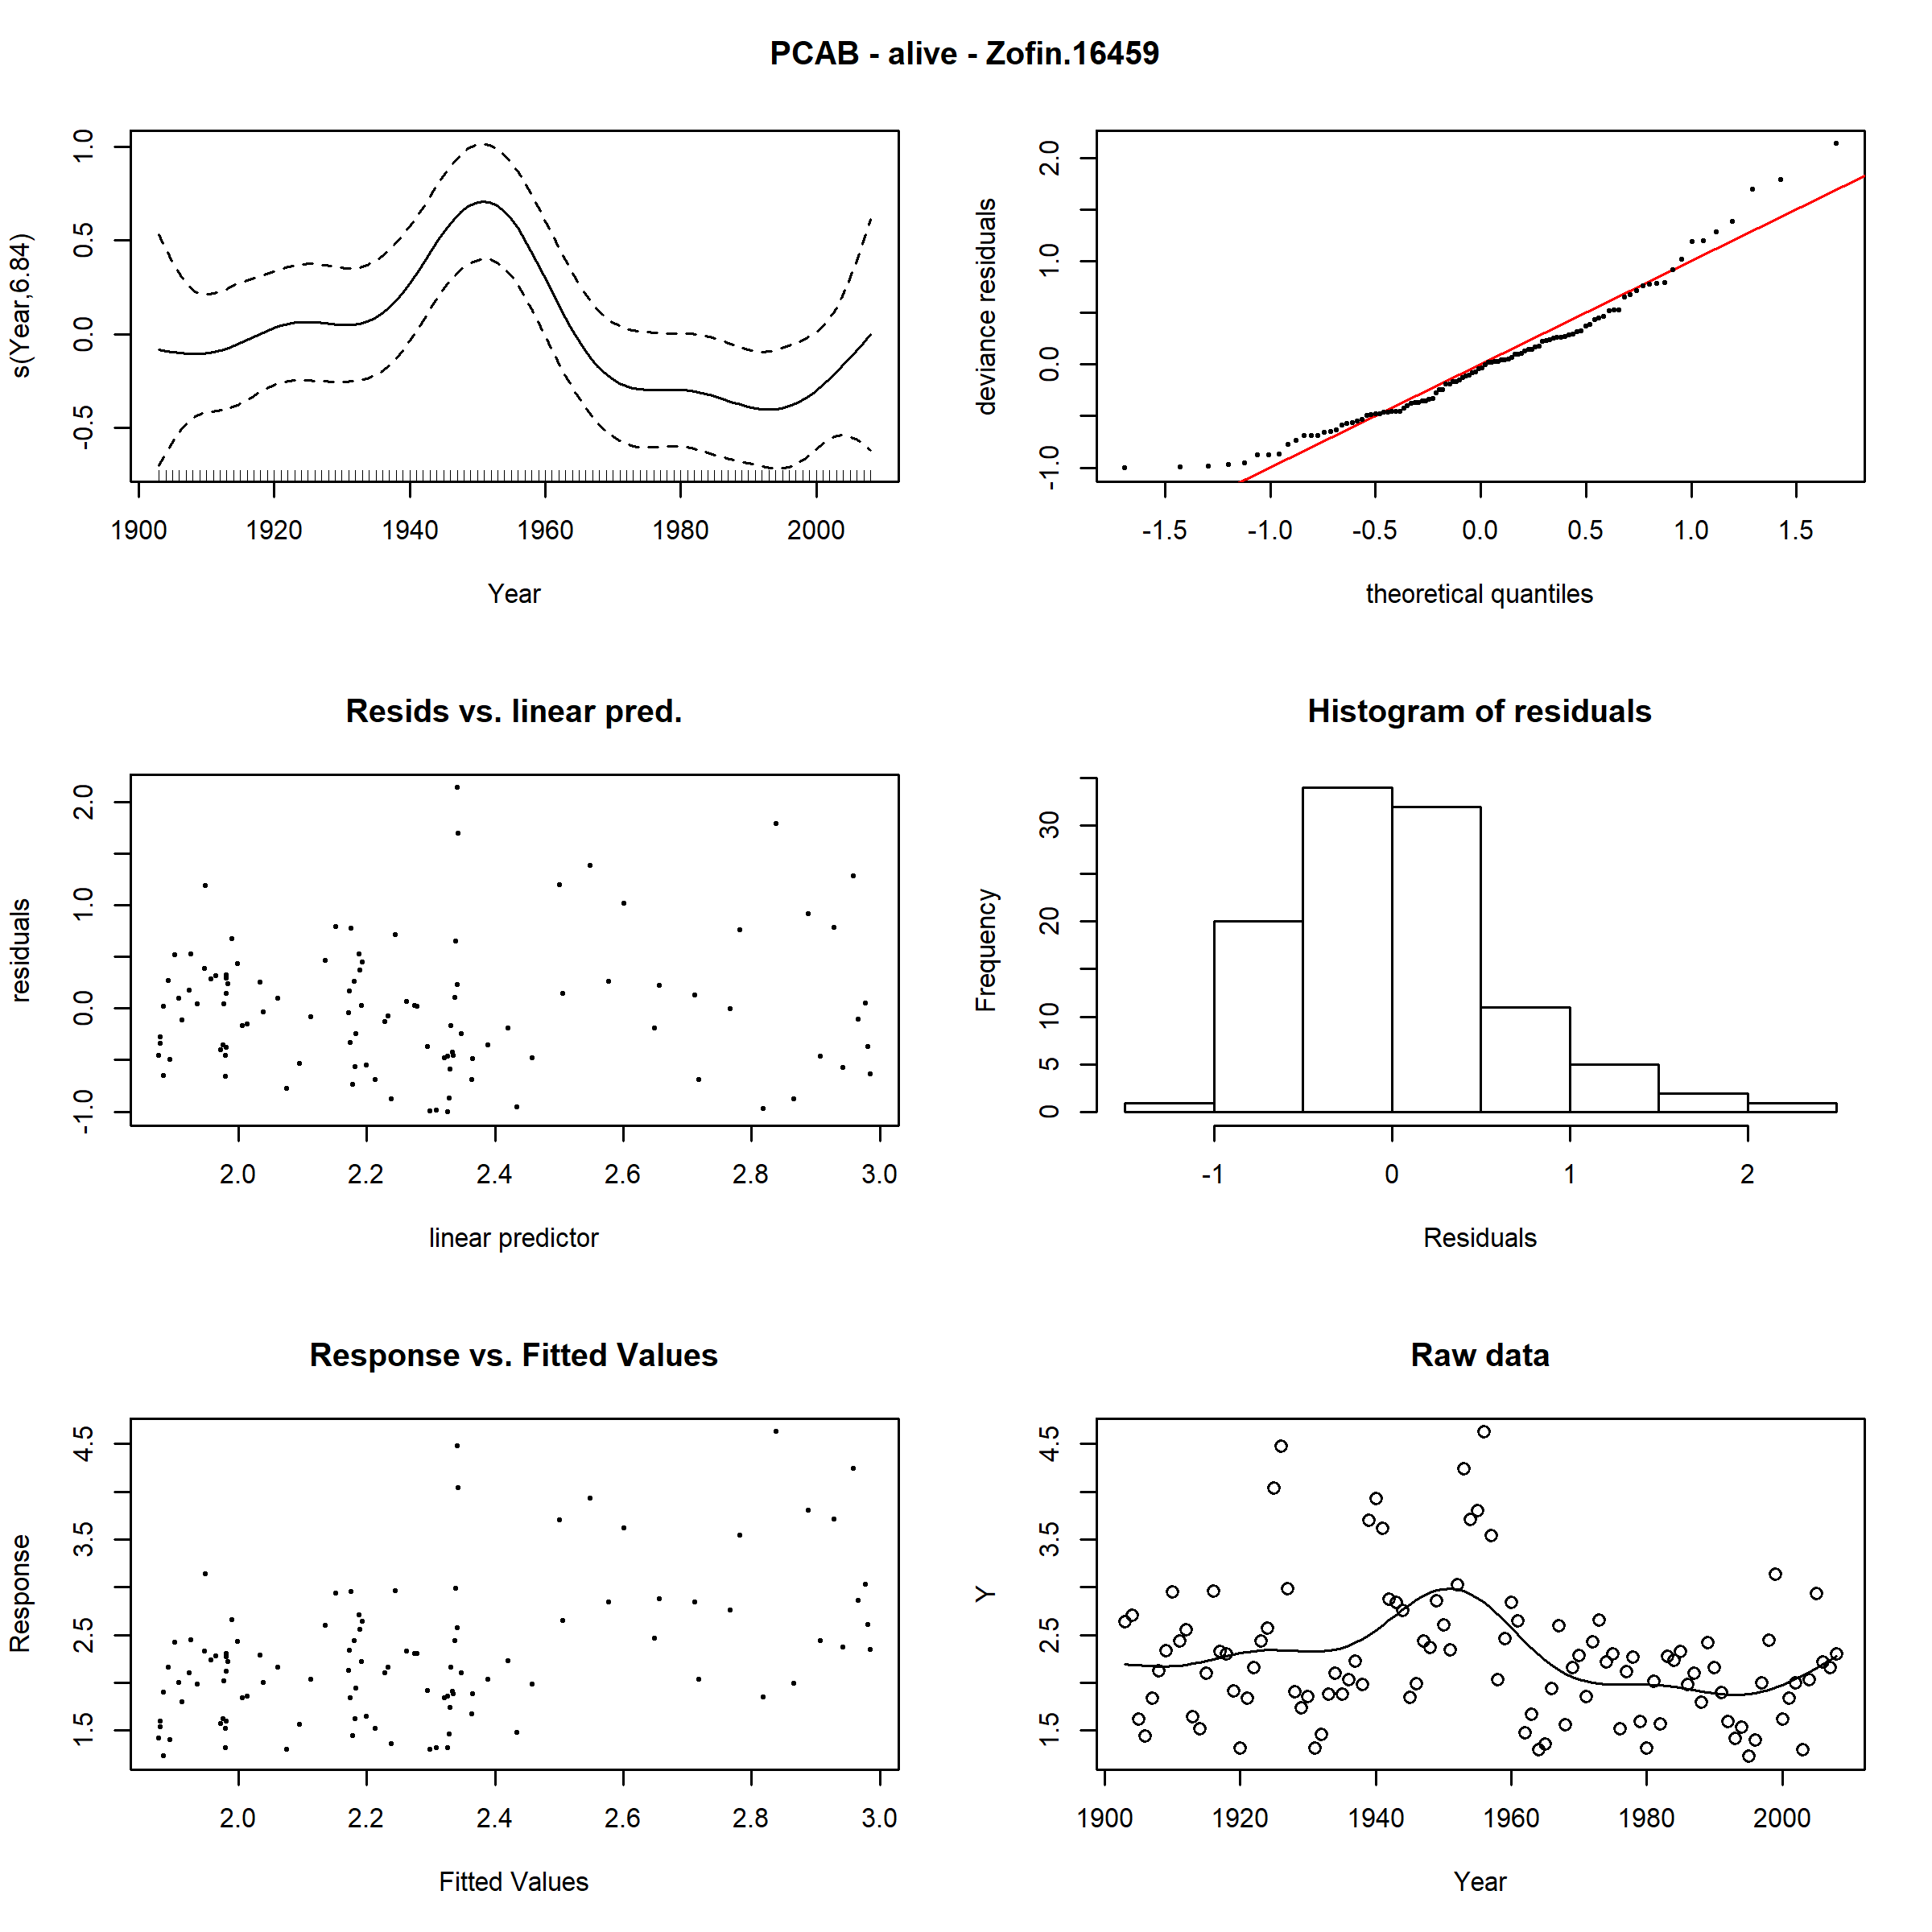 PCAB - alive - Zofin.16459
s(Year,6.84)
-0.5 0.0 0.5 1.0
1900 1920 1940 1960 1980 2000
Year
deviance residuals
-1.0 0.0 1.0 2.0
-1.5 -1.0 -0.5 0.0 0.5 1.0 1.5
theoretical quantiles
Resids vs. linear pred.
residuals
-1.0 0.0 1.0 2.0
2.0 2.2 2.4 2.6 2.8 3.0
linear predictor
Histogram of residuals
Frequency
0 5 10 20 30
-1 0 1 2
Residuals
Response vs. Fitted Values
Response
1.5 2.5 3.5 4.5
2.0 2.2 2.4 2.6 2.8 3.0
Fitted Values
Raw data
Y
1.5 2.5 3.5 4.5
1900 1920 1940 1960 1980 2000
Year